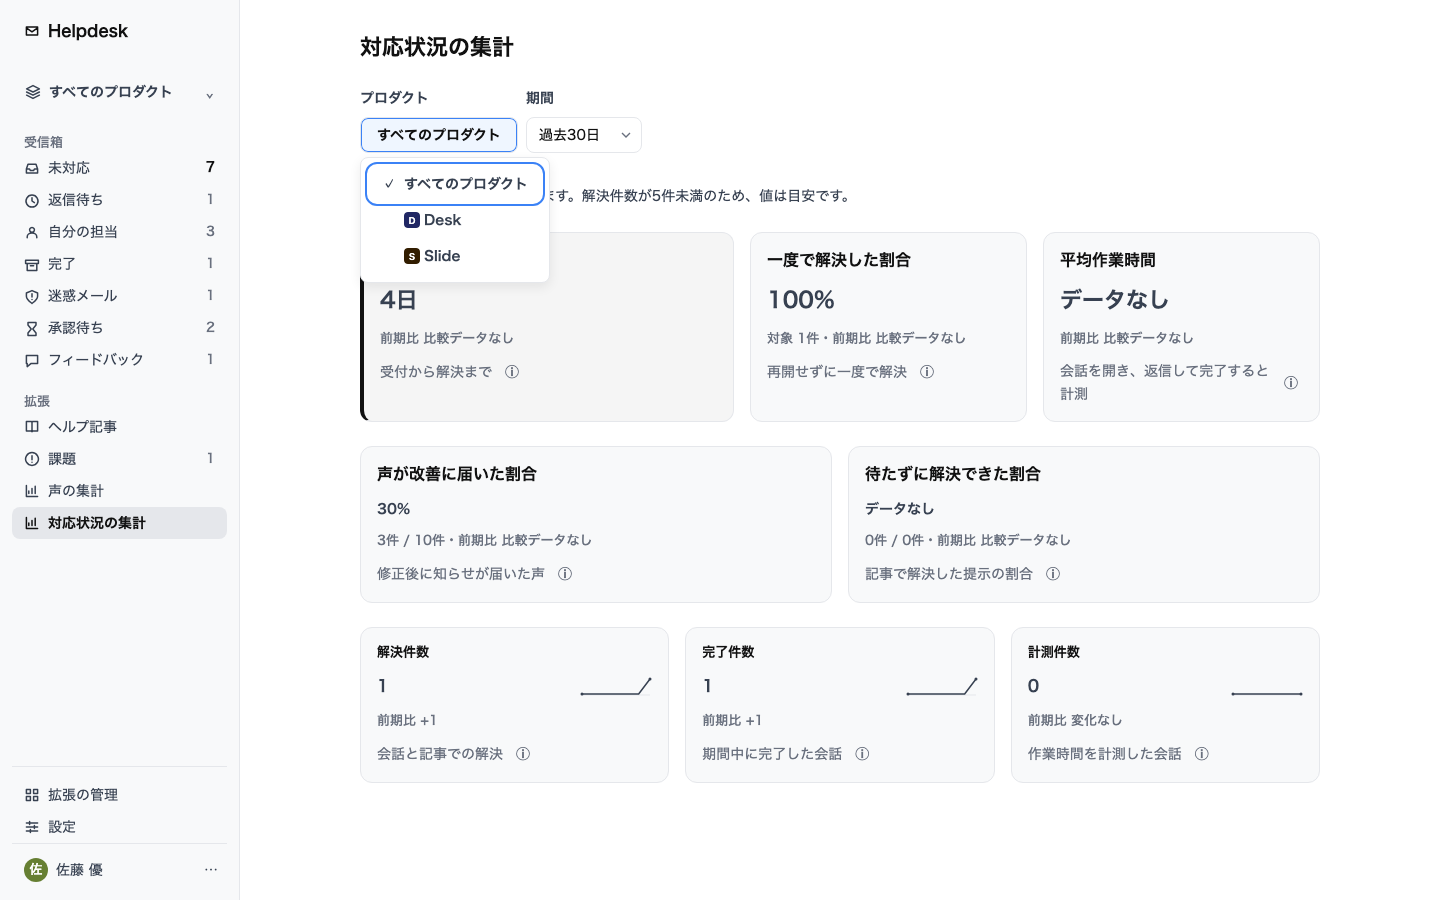 Helpdesk
すべてのプロダクト
受信箱
未対応 7
返信待ち 1
自分の担当 3
完了 1
迷惑メール 1
承認待ち 2
フィードバック 1
拡張
ヘルプ記事
課題 1
声の集計
対応状況の集計
拡張の管理
設定
佐 佐藤 優 …
対応状況の集計
プロダクト 期間
すべてのプロダクト 過去30日
✓ すべてのプロダクト
D Desk
S Slide
ます。解決件数が5件未満のため、値は目安です。
4日
前期比 比較データなし
受付から解決まで
一度で解決した割合
100%
対象 1件・前期比 比較データなし
再開せずに一度で解決
平均作業時間
データなし
前期比 比較データなし
会話を開き、返信して完了すると
計測
声が改善に届いた割合
30%
3件 / 10件・前期比 比較データなし
修正後に知らせが届いた声
待たずに解決できた割合
データなし
0件 / 0件・前期比 比較データなし
記事で解決した提示の割合
解決件数
1
前期比 +1
会話と記事での解決
完了件数
1
前期比 +1
期間中に完了した会話
計測件数
0
前期比 変化なし
作業時間を計測した会話